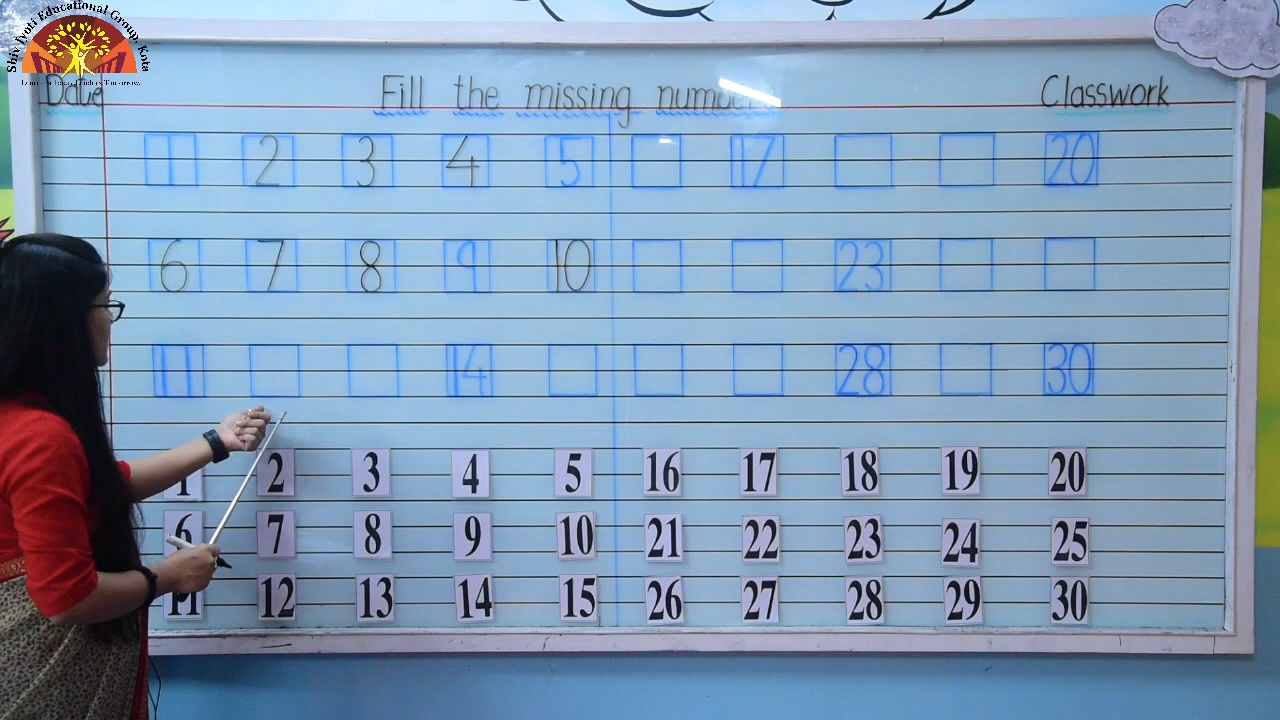 Shiv Jyoti Educational Group, Kota
Date Fill the missing numbers Classwork
1 2 3 4 5 17 20
6 7 8 9 10 23
11 14 28 30
1 2 3 4 5 16 17 18 19 20
6 7 8 9 10 21 22 23 24 25
11 12 13 14 15 26 27 28 29 30